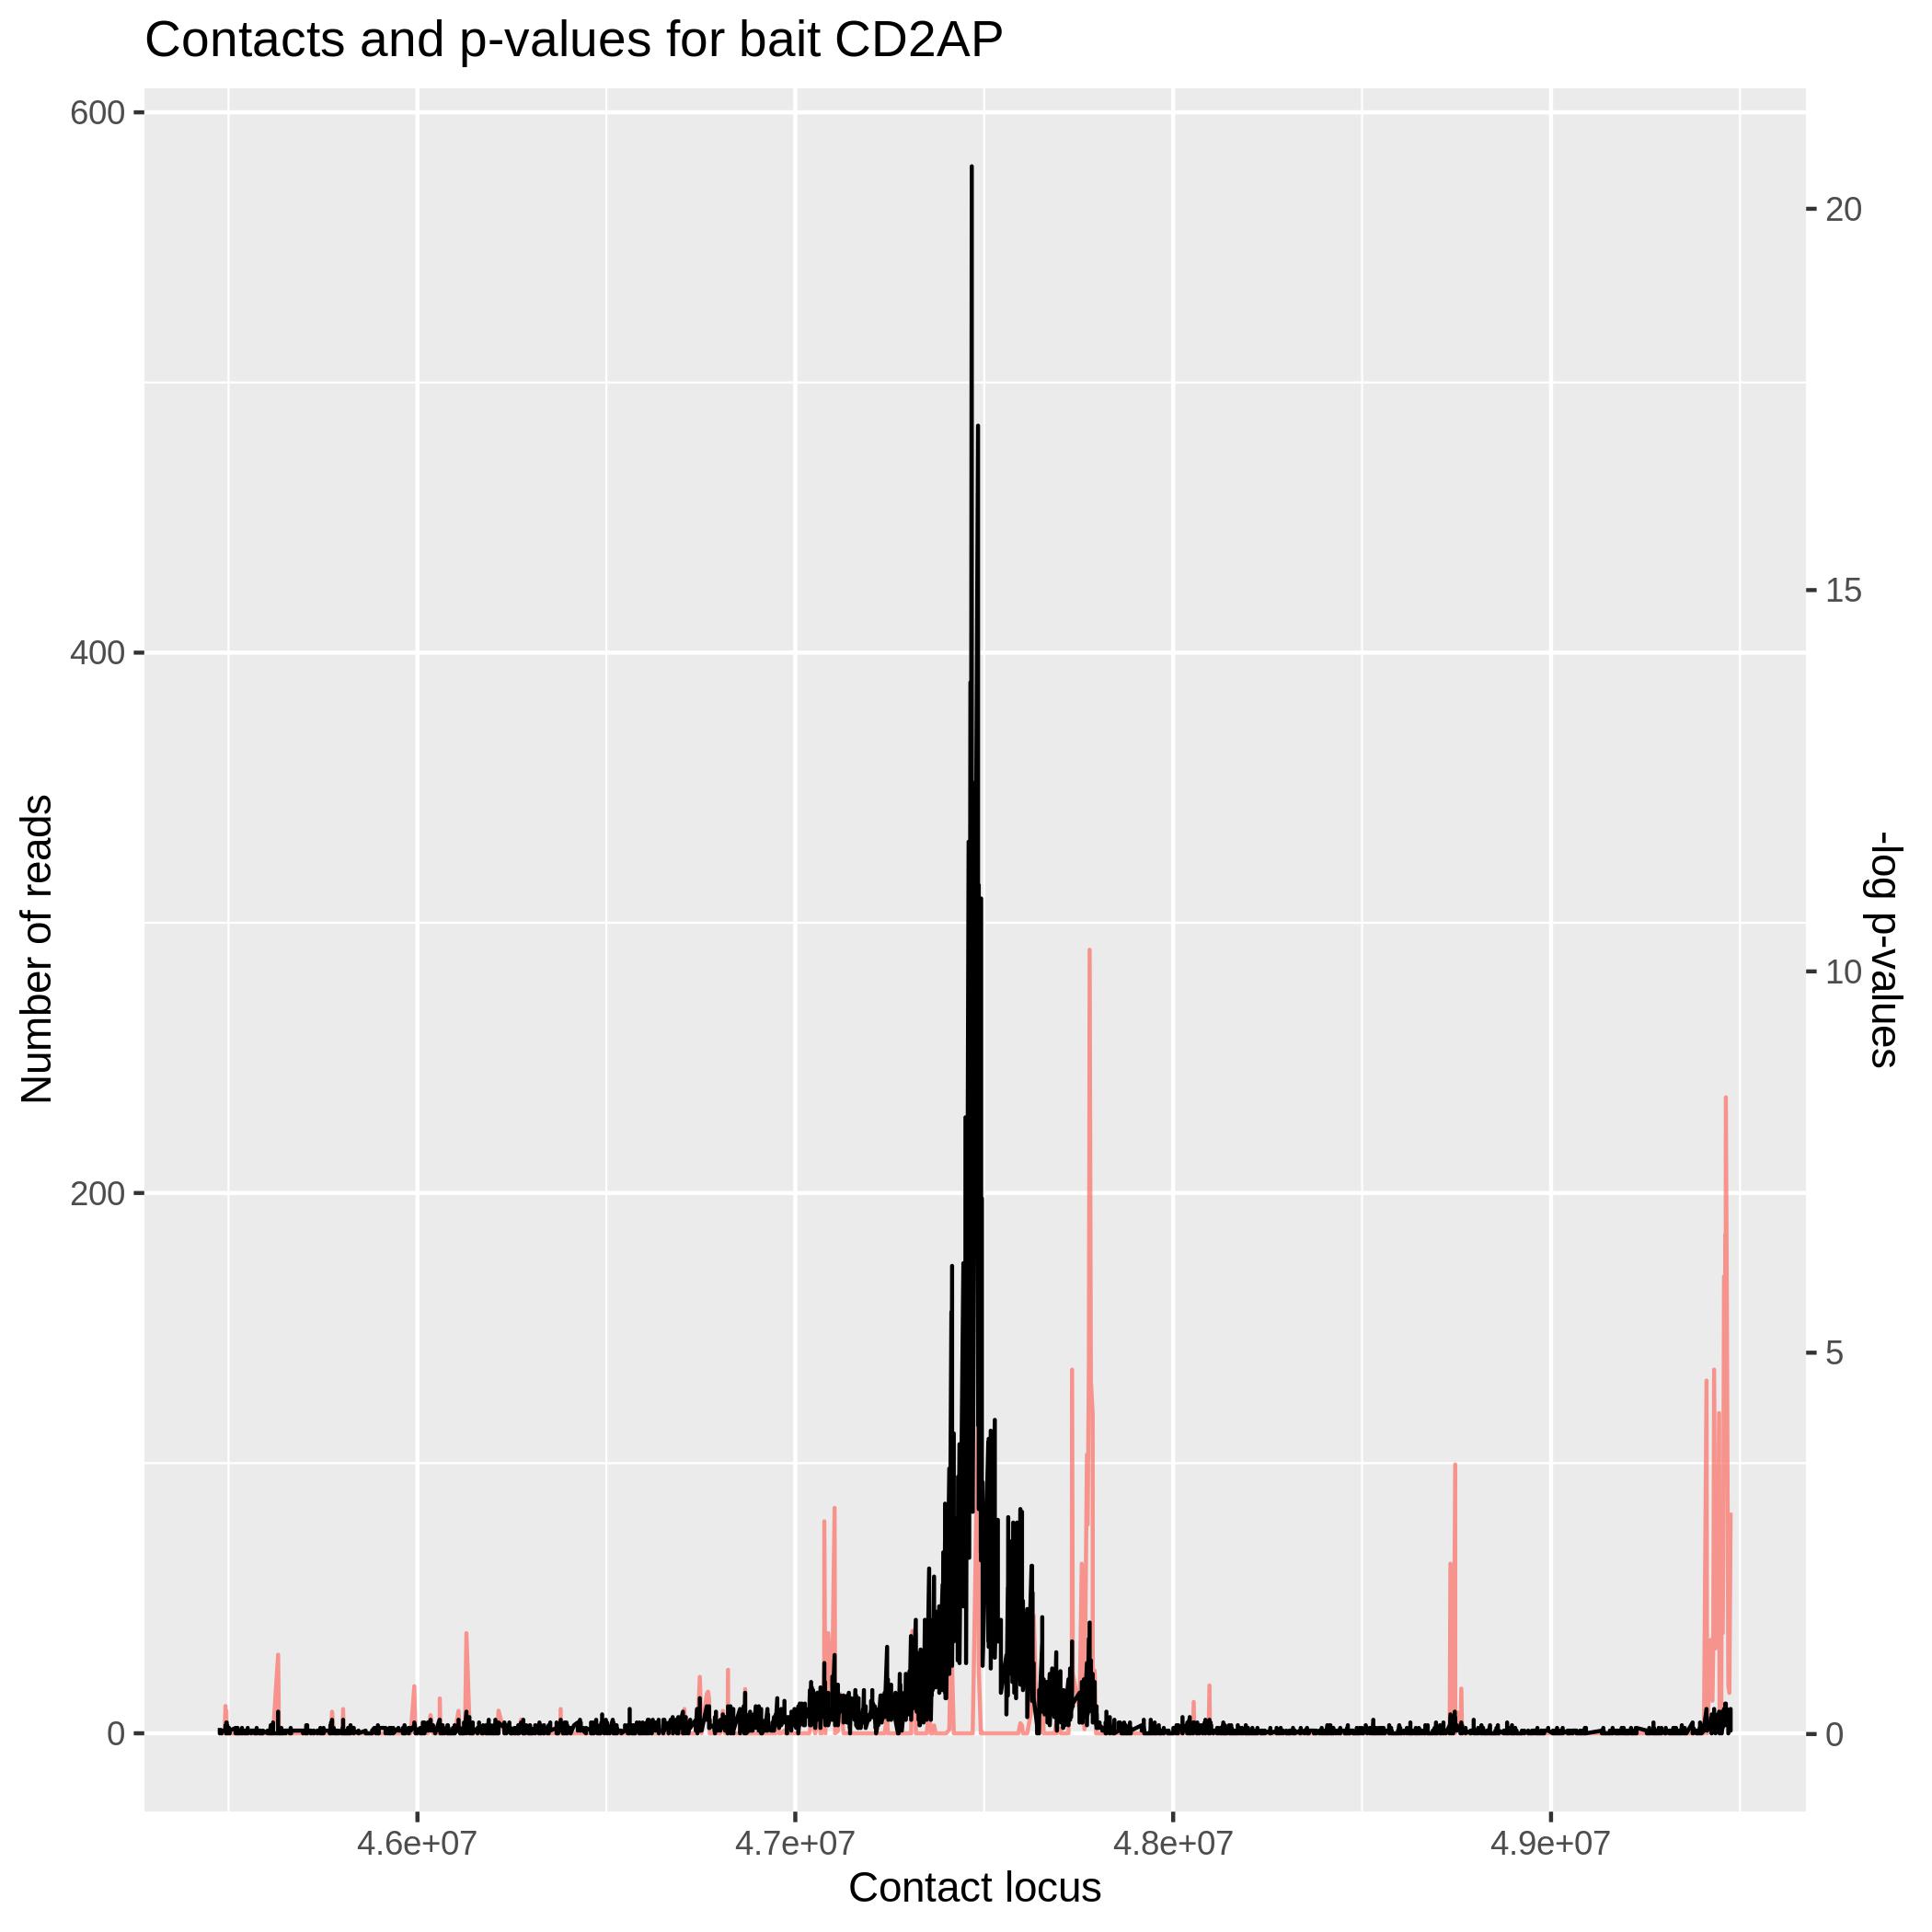 Contacts and p-values for bait CD2AP
600
400
200
0
Number of reads
20
15
10
5
0
-log p-values
4.6e+07
4.7e+07
4.8e+07
4.9e+07
Contact locus